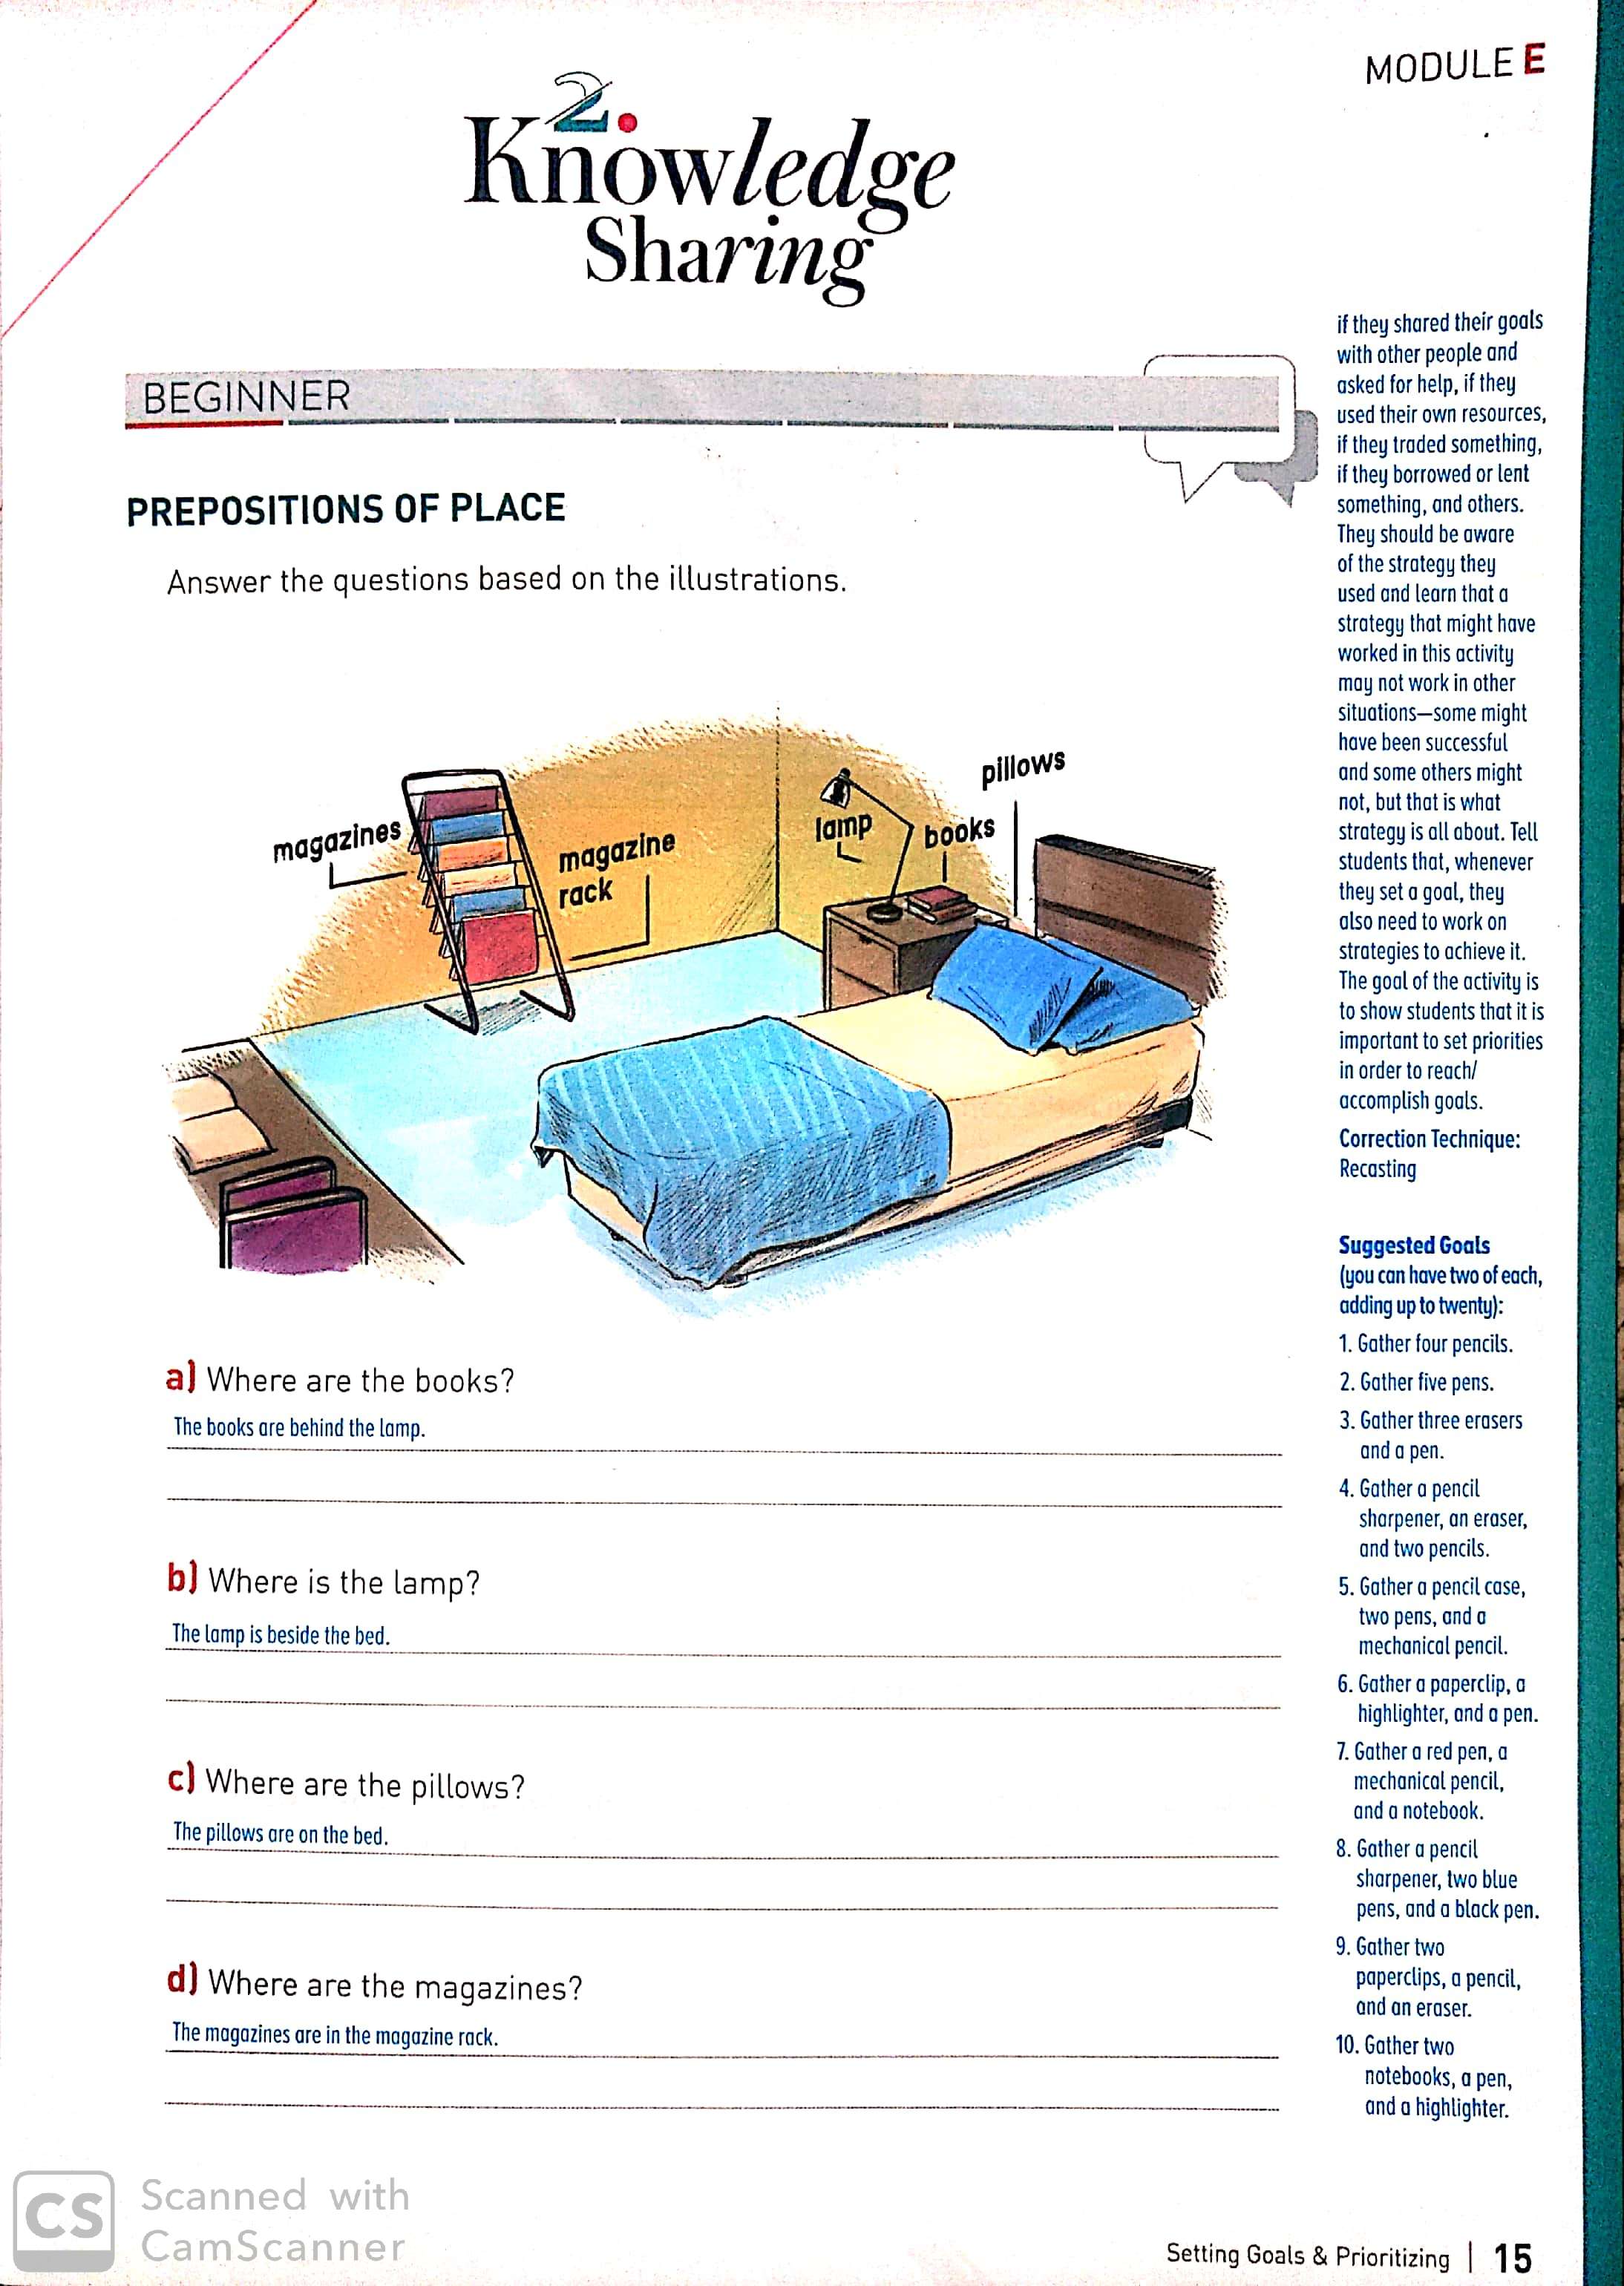 MODULE E
2.
Knowledge
Sharing
BEGINNER
PREPOSITIONS OF PLACE
Answer the questions based on the illustrations.
magazines
magazine
rack
lamp
books
pillows
a) Where are the books?
The books are behind the lamp.
b) Where is the lamp?
The lamp is beside the bed.
c) Where are the pillows?
The pillows are on the bed.
d) Where are the magazines?
The magazines are in the magazine rack.
if they shared their goals
with other people and
asked for help, if they
used their own resources,
if they traded something,
if they borrowed or lent
something, and others.
They should be aware
of the strategy they
used and learn that a
strategy that might have
worked in this activity
may not work in other
situations—some might
have been successful
and some others might
not, but that is what
strategy is all about. Tell
students that, whenever
they set a goal, they
also need to work on
strategies to achieve it.
The goal of the activity is
to show students that it is
important to set priorities
in order to reach/
accomplish goals.
Correction Technique:
Recasting
Suggested Goals
(you can have two of each,
adding up to twenty):
1. Gather four pencils.
2. Gather five pens.
3. Gather three erasers
and a pen.
4. Gather a pencil
sharpener, an eraser,
and two pencils.
5. Gather a pencil case,
two pens, and a
mechanical pencil.
6. Gather a paperclip, a
highlighter, and a pen.
7. Gather a red pen, a
mechanical pencil,
and a notebook.
8. Gather a pencil
sharpener, two blue
pens, and a black pen.
9. Gather two
paperclips, a pencil,
and an eraser.
10. Gather two
notebooks, a pen,
and a highlighter.
CS
Scanned with
CamScanner
Setting Goals & Prioritizing | 15